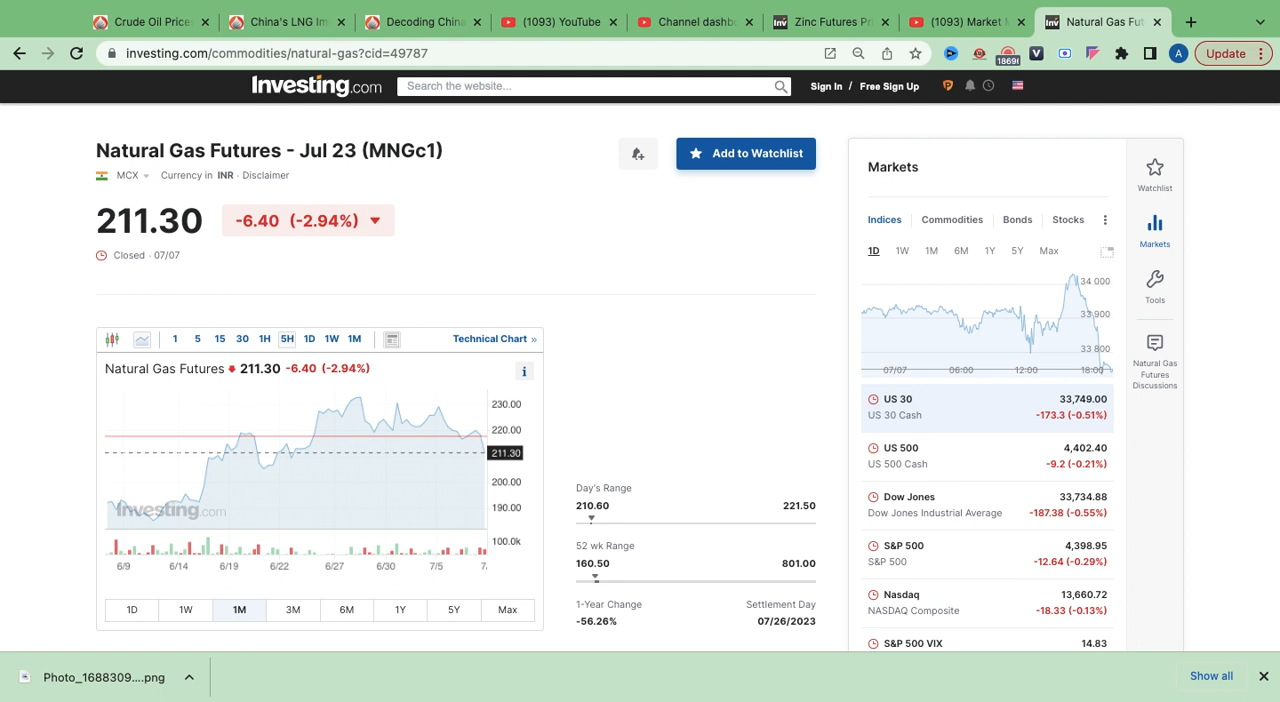 Crude Oil Price
China's LNG Im
Decoding China
(1093) YouTube
Channel dashb
Zinc Futures Pri
(1093) Market M
Natural Gas Fut
investing.com/commodities/natural-gas?cid=49787
1869(
V
A
Update
Investing.com
Search the website...
Sign In / Free Sign Up
Natural Gas Futures - Jul 23 (MNGc1)
Add to Watchlist
MCX
Currency in INR · Disclaimer
211.30
-6.40 (-2.94%)
Closed · 07/07
1 5 15 30 1H 5H 1D 1W 1M
Technical Chart »
Natural Gas Futures 211.30 -6.40 (-2.94%)
i
230.00
220.00
211.30
200.00
190.00
100.0k
Investing.com
6/9 6/14 6/19 6/22 6/27 6/30 7/5 7/
1D 1W 1M 3M 6M 1Y 5Y Max
Day's Range
210.60 221.50
52 wk Range
160.50 801.00
1-Year Change Settlement Day
-56.26% 07/26/2023
Markets
Indices Commodities Bonds Stocks
1D 1W 1M 6M 1Y 5Y Max
34 000
33 900
33 800
07/07 06:00 12:00 18:00
US 30 33,749.00
US 30 Cash -173.3 (-0.51%)
US 500 4,402.40
US 500 Cash -9.2 (-0.21%)
Dow Jones 33,734.88
Dow Jones Industrial Average -187.38 (-0.55%)
S&P 500 4,398.95
S&P 500 -12.64 (-0.29%)
Nasdaq 13,660.72
NASDAQ Composite -18.33 (-0.13%)
S&P 500 VIX 14.83
Watchlist
Markets
Tools
Natural Gas
Futures
Discussions
Photo_1688309....png
Show all